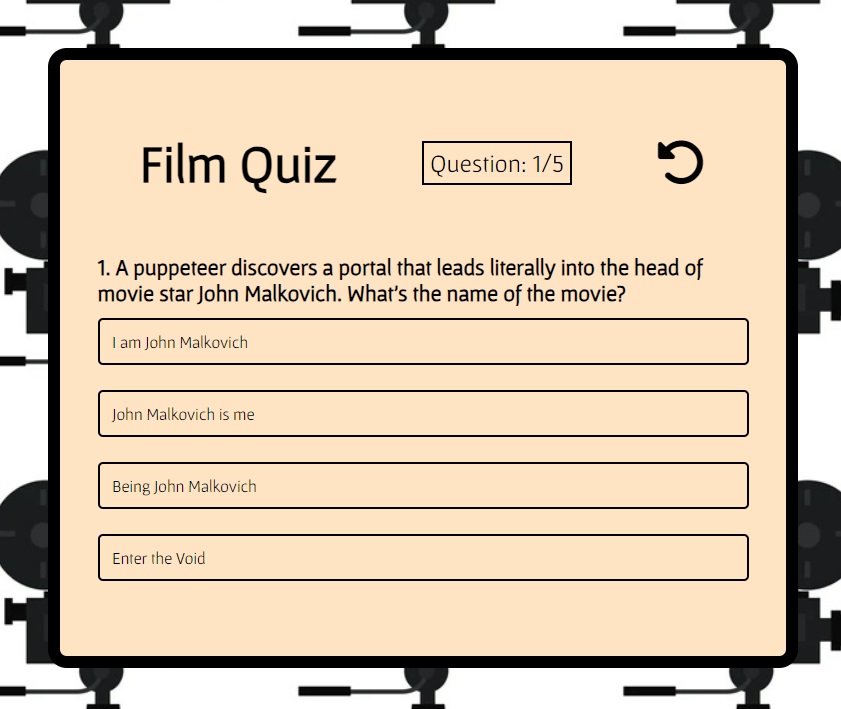 Film Quiz
Question: 1/5
1. A puppeteer discovers a portal that leads literally into the head of
movie star John Malkovich. What's the name of the movie?
I am John Malkovich
John Malkovich is me
Being John Malkovich
Enter the Void